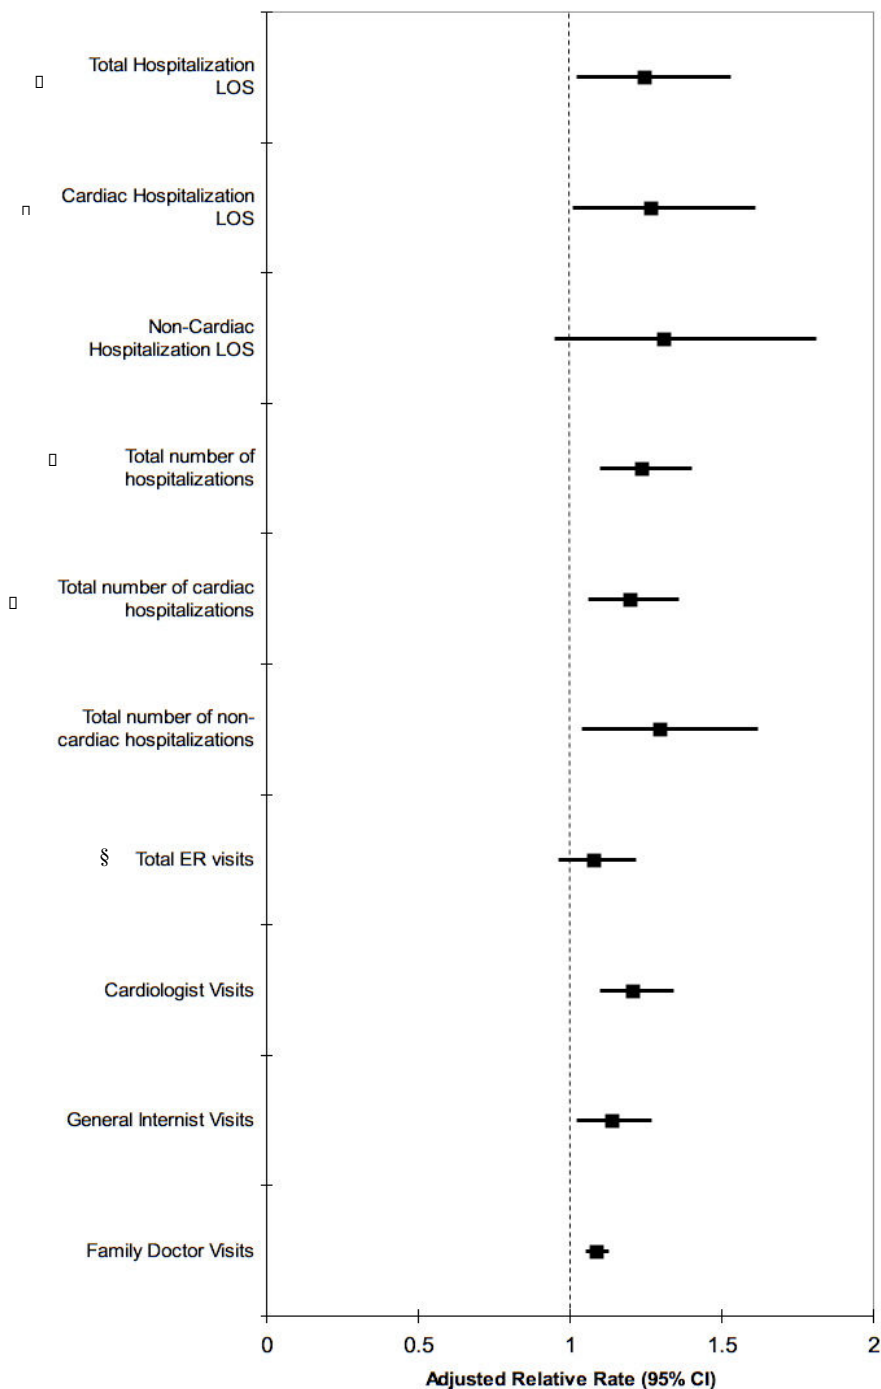 Total Hospitalization
LOS
Cardiac Hospitalization
LOS
Non-Cardiac
Hospitalization LOS
Total number of
hospitalizations
Total number of cardiac
hospitalizations
Total number of non-
cardiac hospitalizations
§ Total ER visits
Cardiologist Visits
General Internist Visits
Family Doctor Visits
0 0.5 1 1.5 2
Adjusted Relative Rate (95% CI)